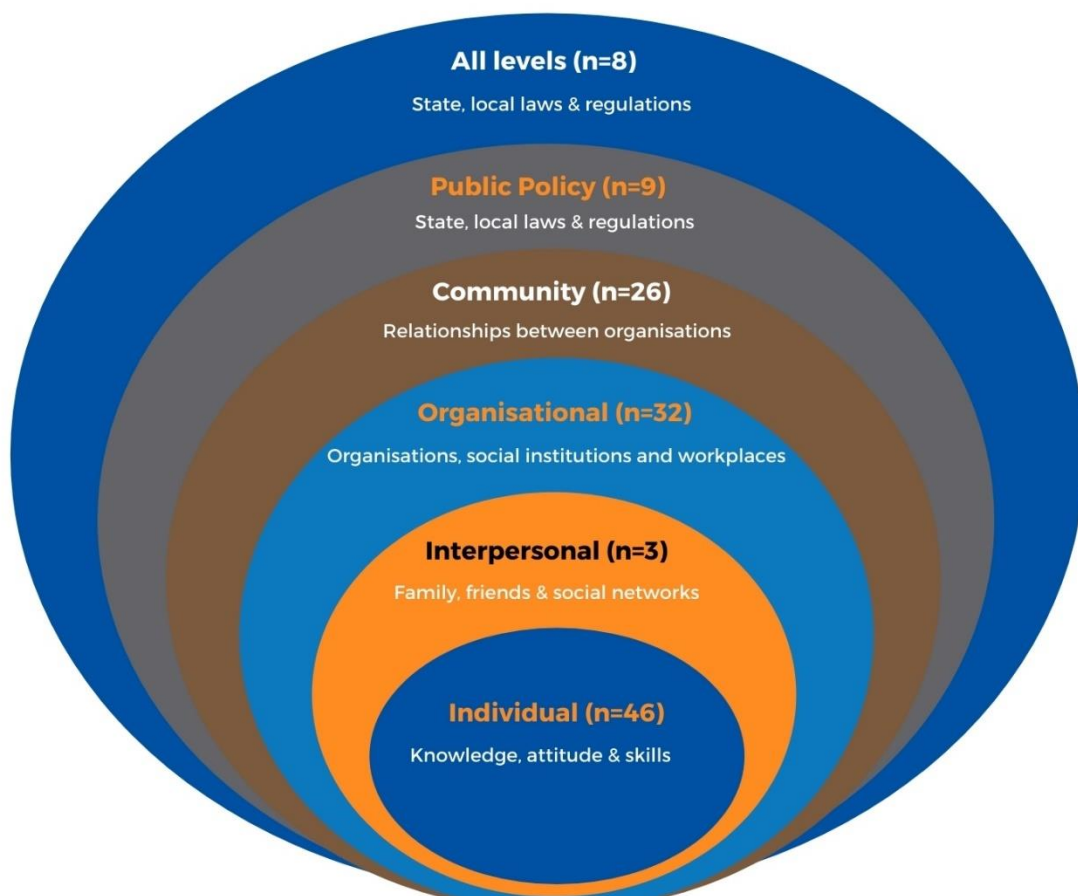 All levels (n=8)
State, local laws & regulations
Public Policy (n=9)
State, local laws & regulations
Community (n=26)
Relationships between organisations
Organisational (n=32)
Organisations, social institutions and workplaces
Interpersonal (n=3)
Family, friends & social networks
Individual (n=46)
Knowledge, attitude & skills